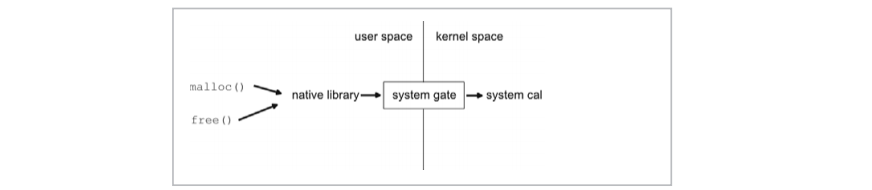 user space
kernel space
malloc()
native library
system gate
system cal
free()